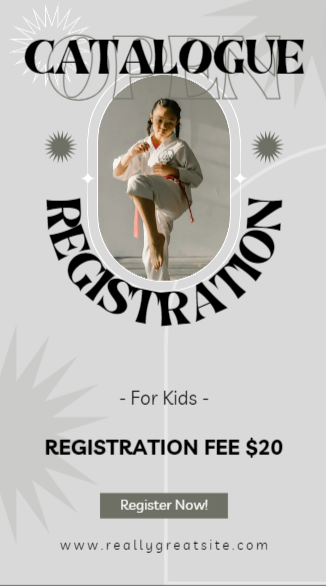 CATALOGUE
OPEN
REGISTRATION
- For Kids -
REGISTRATION FEE $20
Register Now!
www.reallygreatsite.com